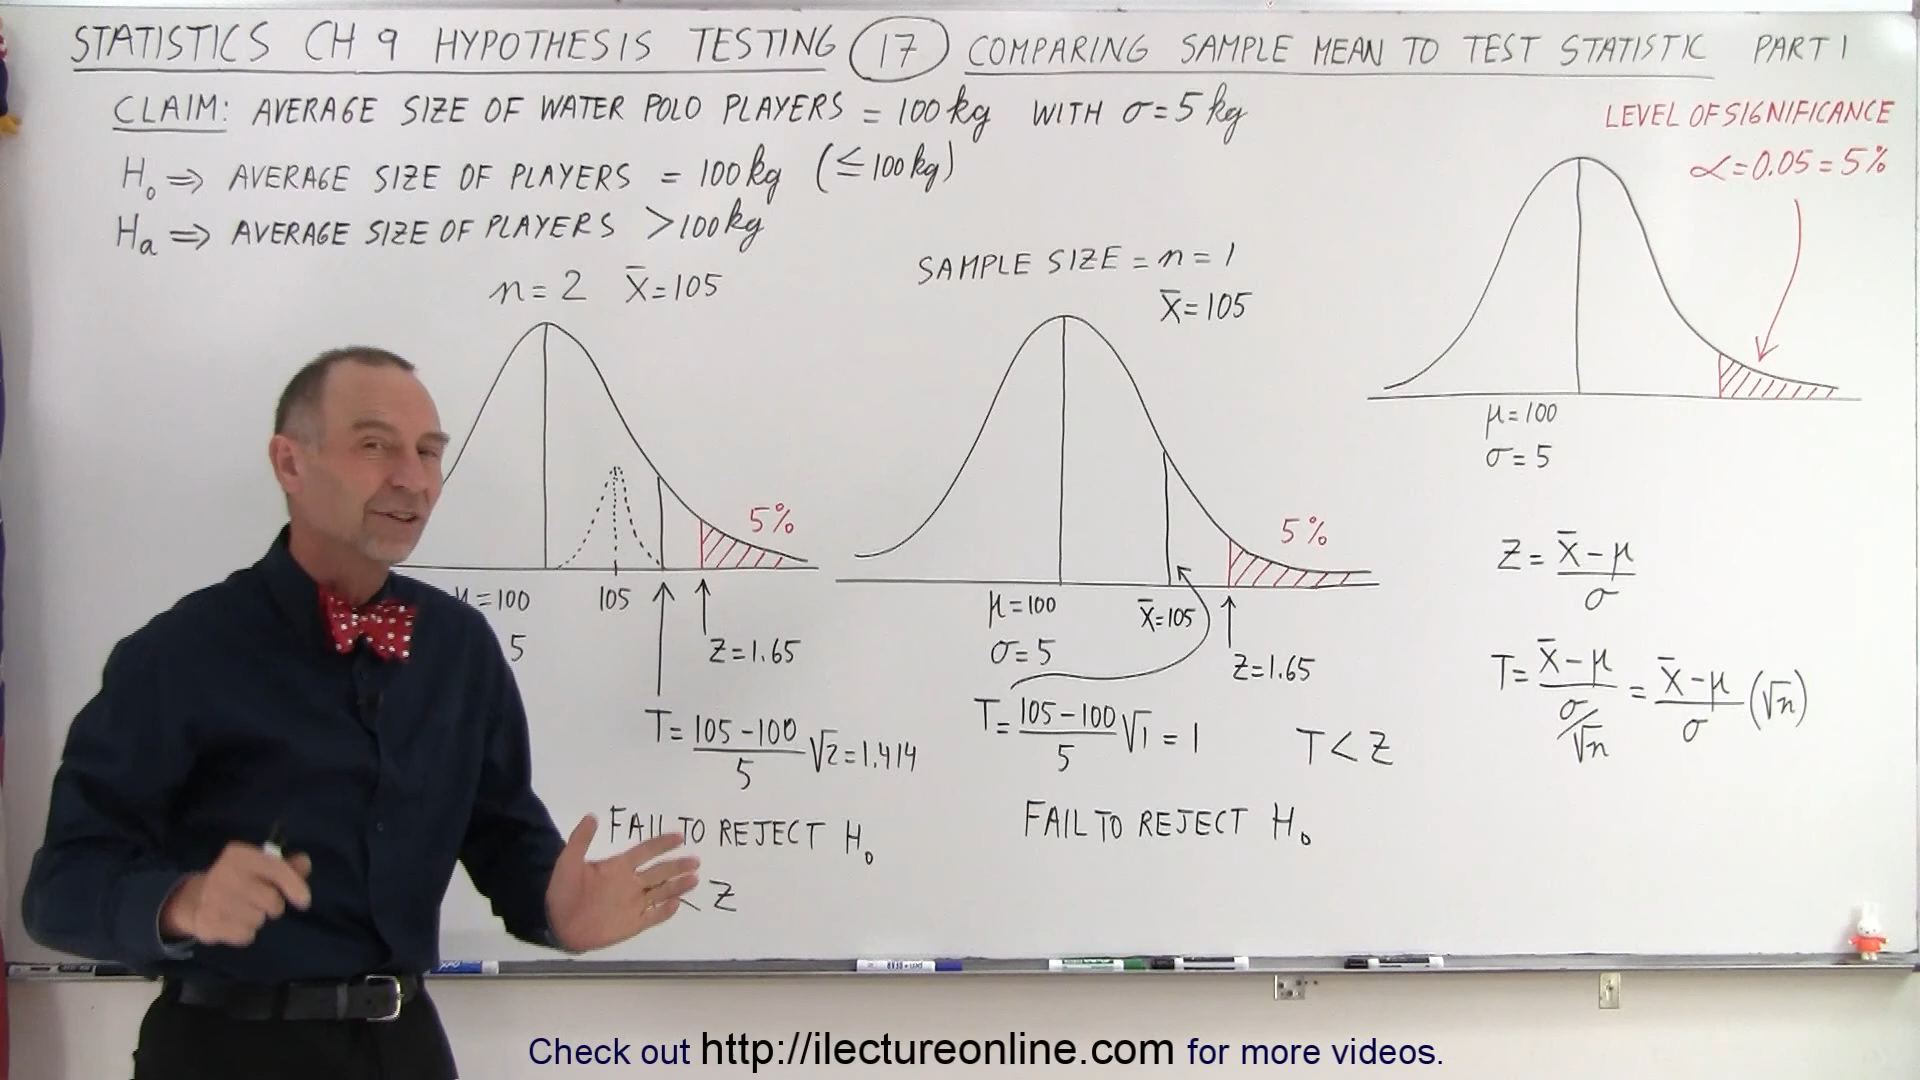 STATISTICS CH 9 HYPOTHESIS TESTING 17 COMPARING SAMPLE MEAN TO TEST STATISTIC PART 1
CLAIM: AVERAGE SIZE OF WATER POLO PLAYERS = 100 kg WITH σ = 5 kg
H₀ ⇒ AVERAGE SIZE OF PLAYERS = 100 kg (≤ 100 kg)
Hₐ ⇒ AVERAGE SIZE OF PLAYERS > 100 kg
n = 2 x̄ = 105
5%
μ = 100 105
5 Z = 1.65
T = (105 - 100)/5 √2 = 1.414
FAIL TO REJECT H₀
< Z
SAMPLE SIZE = n = 1
x̄ = 105
5%
μ = 100 x̄ = 105
σ = 5 Z = 1.65
T = (105 - 100)/5 √1 = 1 T < Z
FAIL TO REJECT H₀
LEVEL OF SIGNIFICANCE
α = 0.05 = 5%
μ = 100
σ = 5
Z = (x̄ - μ)/σ
T = (x̄ - μ)/(σ/√n) = (x̄ - μ)/σ (√n)
Check out http://ilectureonline.com for more videos.